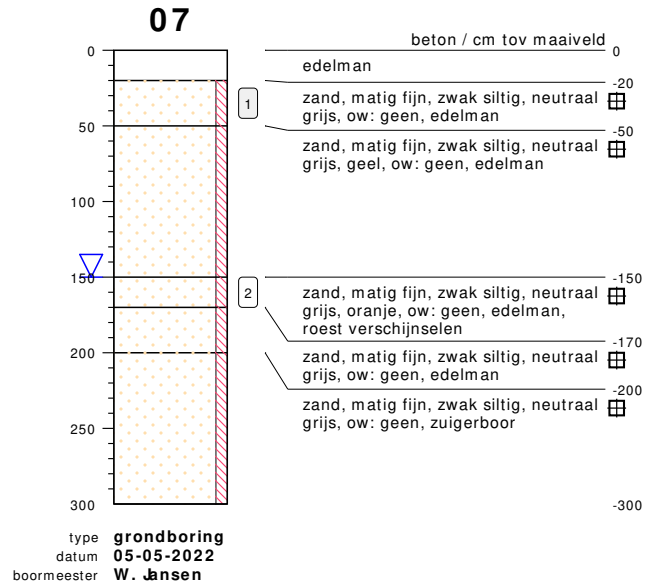 07
beton / cm tov maaiveld
0
0
edelman
-20
zand, matig fijn, zwak siltig, neutraal
grijs, ow: geen, edelman
1
50
-50
zand, matig fijn, zwak siltig, neutraal
grijs, geel, ow: geen, edelman
100
150
-150
2
zand, matig fijn, zwak siltig, neutraal
grijs, oranje, ow: geen, edelman,
roest verschijnselen
-170
200
zand, matig fijn, zwak siltig, neutraal
grijs, ow: geen, edelman
-200
zand, matig fijn, zwak siltig, neutraal
grijs, ow: geen, zuigerboor
250
300
-300
type grondboring
datum 05-05-2022
boormeester W. Jansen